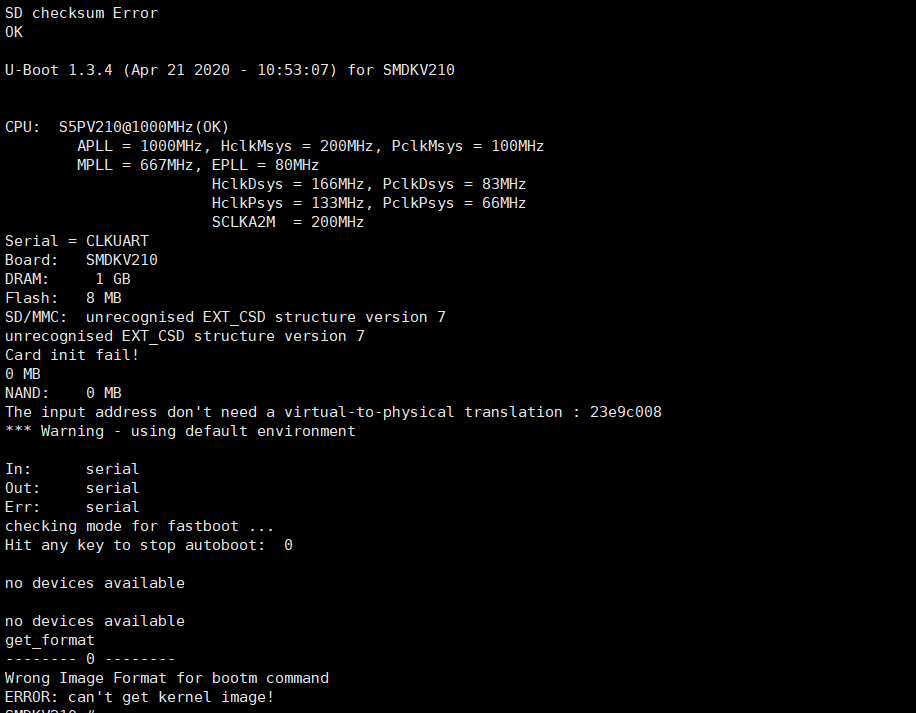 SD checksum Error
OK
U-Boot 1.3.4 (Apr 21 2020 - 10:53:07) for SMDKV210
CPU:  S5PV210@1000MHz(OK)
        APLL = 1000MHz, HclkMsys = 200MHz, PclkMsys = 100MHz
        MPLL = 667MHz, EPLL = 80MHz
                       HclkDsys = 166MHz, PclkDsys = 83MHz
                       HclkPsys = 133MHz, PclkPsys = 66MHz
                       SCLKA2M  = 200MHz
Serial = CLKUART
Board:   SMDKV210
DRAM:     1 GB
Flash:   8 MB
SD/MMC:  unrecognised EXT_CSD structure version 7
unrecognised EXT_CSD structure version 7
Card init fail!
0 MB
NAND:    0 MB
The input address don't need a virtual-to-physical translation : 23e9c008
*** Warning - using default environment
In:      serial
Out:     serial
Err:     serial
checking mode for fastboot ...
Hit any key to stop autoboot:  0
no devices available
no devices available
get_format
-------- 0 --------
Wrong Image Format for bootm command
ERROR: can't get kernel image!
SMDKV210 #